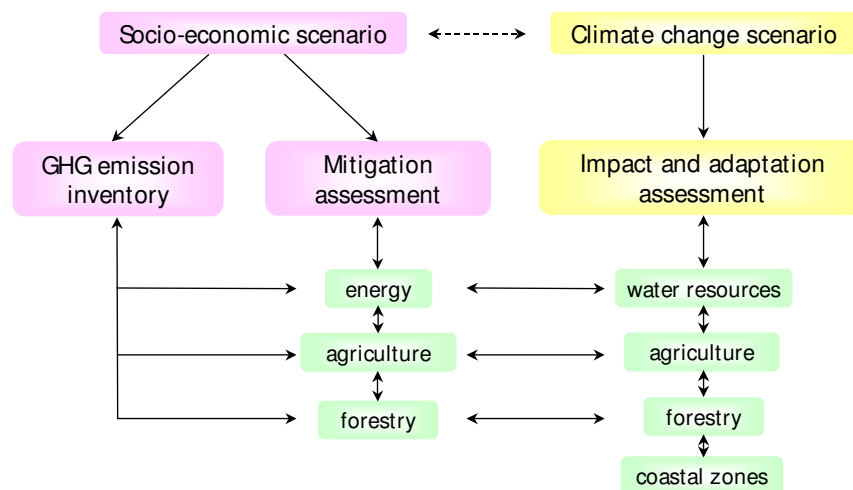 Socio-economic scenario
Climate change scenario
GHG emission
inventory
Mitigation
assessment
Impact and adaptation
assessment
energy
water resources
agriculture
agriculture
forestry
forestry
coastal zones